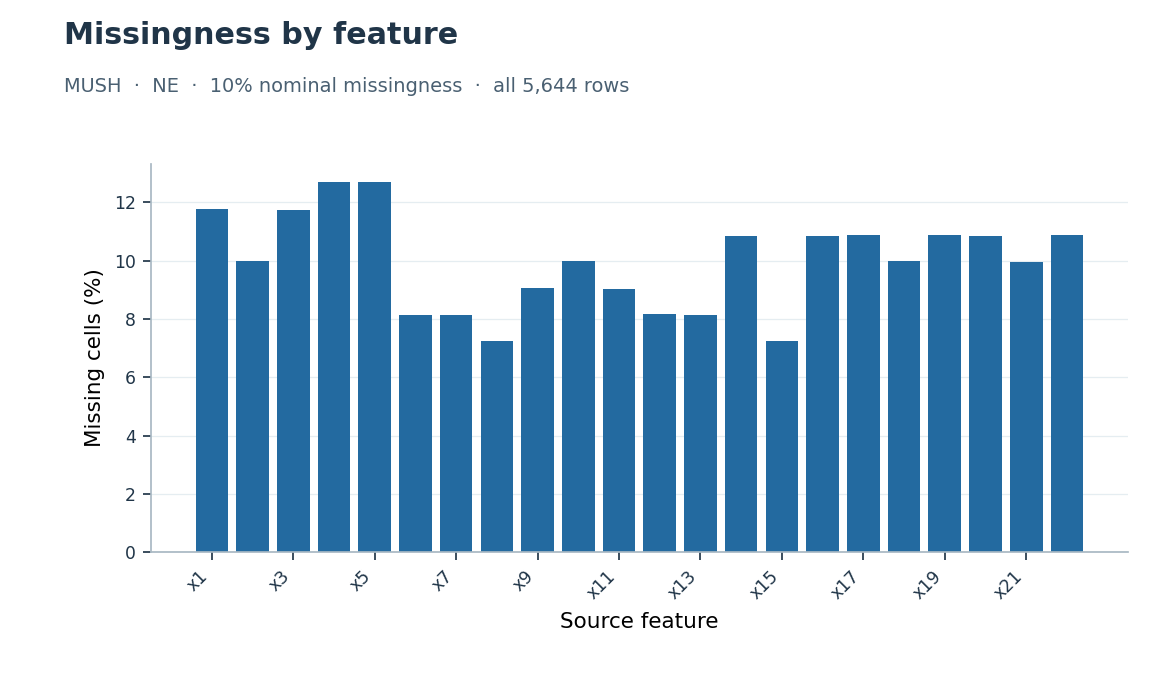 Missingness by feature
MUSH · NE · 10% nominal missingness · all 5,644 rows
12
10
8
6
4
2
0
Missing cells (%)
x1 x3 x5 x7 x9 x11 x13 x15 x17 x19 x21
Source feature